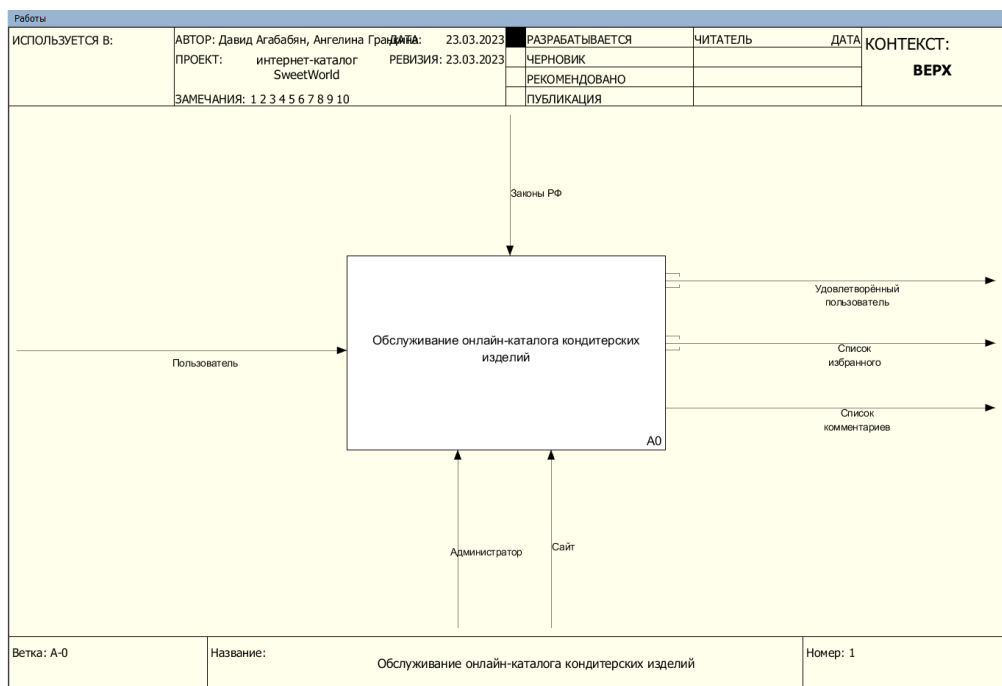 Работы
ИСПОЛЬЗУЕТСЯ В:
АВТОР: Давид Агабабян, Ангелина
ДАТА: 23.03.2023
ПРОЕКТ: интернет-каталог
SweetWorld
РЕВИЗИЯ: 23.03.2023
ЗАМЕЧАНИЯ: 1 2 3 4 5 6 7 8 9 10
РАЗРАБАТЫВАЕТСЯ
ЧЕРНОВИК
РЕКОМЕНДОВАНО
ПУБЛИКАЦИЯ
ЧИТАТЕЛЬ
ДАТА
КОНТЕКСТ:
ВЕРХ
Законы РФ
Пользователь
Обслуживание онлайн-каталога кондитерских
изделий
A0
Удовлетворённый
пользователь
Список
избранного
Список
комментариев
Администратор
Сайт
Ветка: A-0
Название:
Обслуживание онлайн-каталога кондитерских изделий
Номер: 1